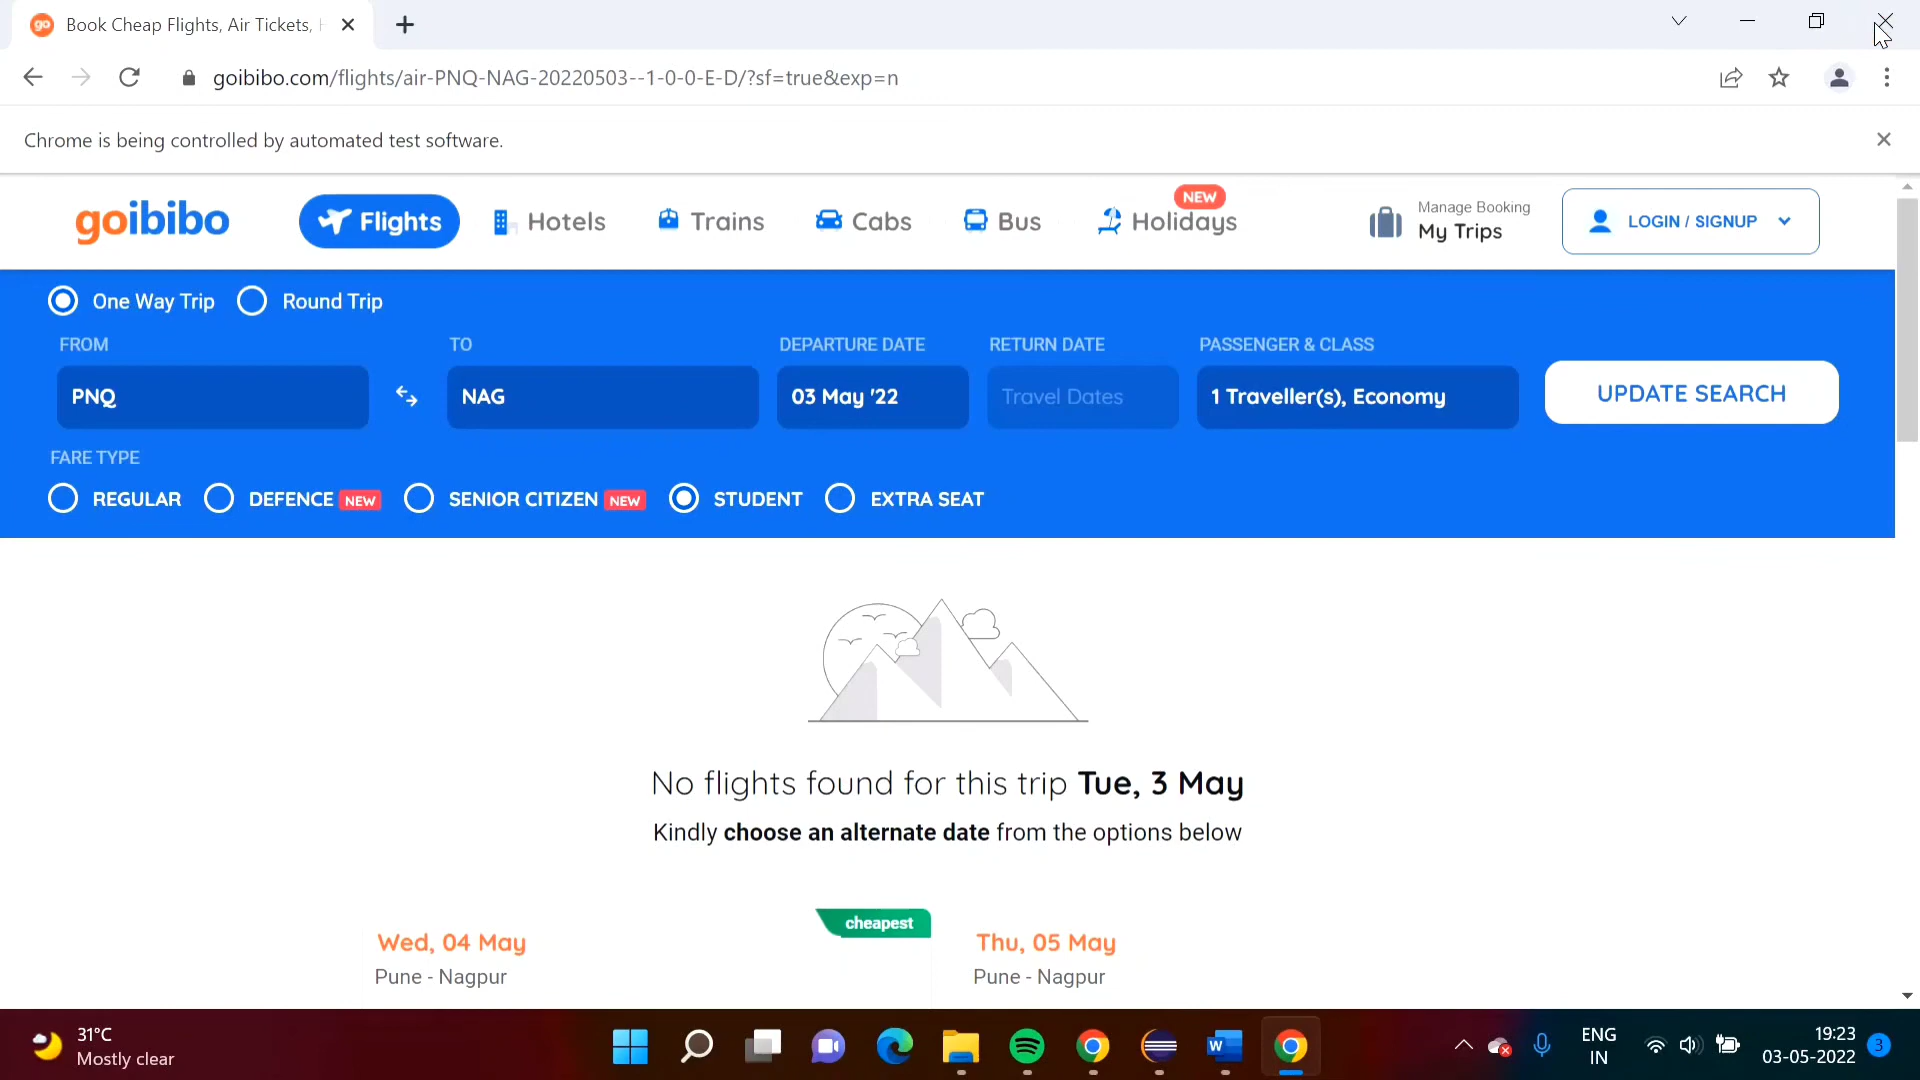 go Book Cheap Flights, Air Tickets, H
goibibo.com/flights/air-PNQ-NAG-20220503--1-0-0-E-D/?sf=true&exp=n
Chrome is being controlled by automated test software.
goibibo
Flights
Hotels
Trains
Cabs
Bus
NEW
Holidays
Manage Booking
My Trips
LOGIN / SIGNUP
One Way Trip
Round Trip
FROM
TO
DEPARTURE DATE
RETURN DATE
PASSENGER & CLASS
PNQ
NAG
03 May '22
Travel Dates
1 Traveller(s), Economy
UPDATE SEARCH
FARE TYPE
REGULAR
DEFENCE NEW
SENIOR CITIZEN NEW
STUDENT
EXTRA SEAT
No flights found for this trip Tue, 3 May
Kindly choose an alternate date from the options below
cheapest
Wed, 04 May
Pune - Nagpur
Thu, 05 May
Pune - Nagpur
31°C
Mostly clear
W
ENG
IN
19:23
03-05-2022
3